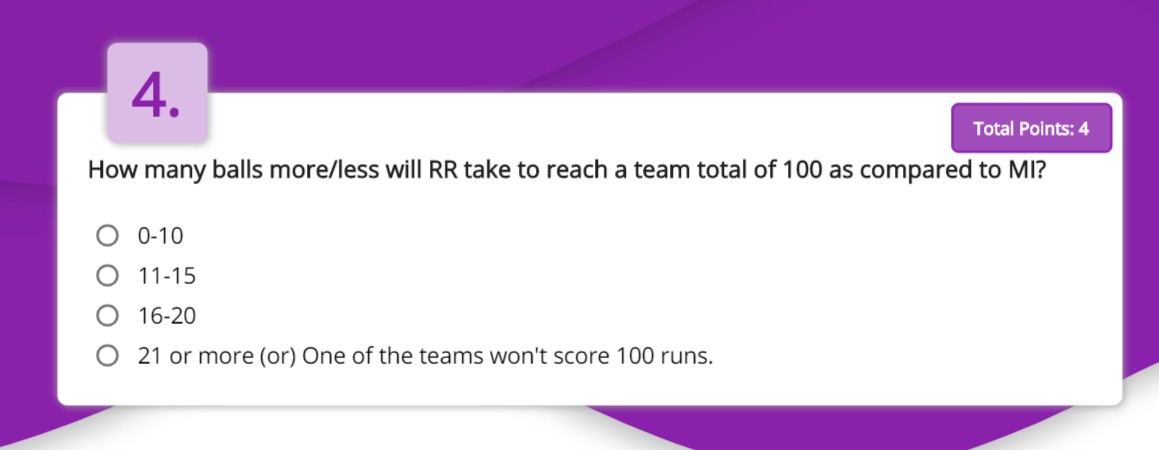 4.
Total Points: 4
How many balls more/less will RR take to reach a team total of 100 as compared to MI?
0-10
11-15
16-20
21 or more (or) One of the teams won't score 100 runs.